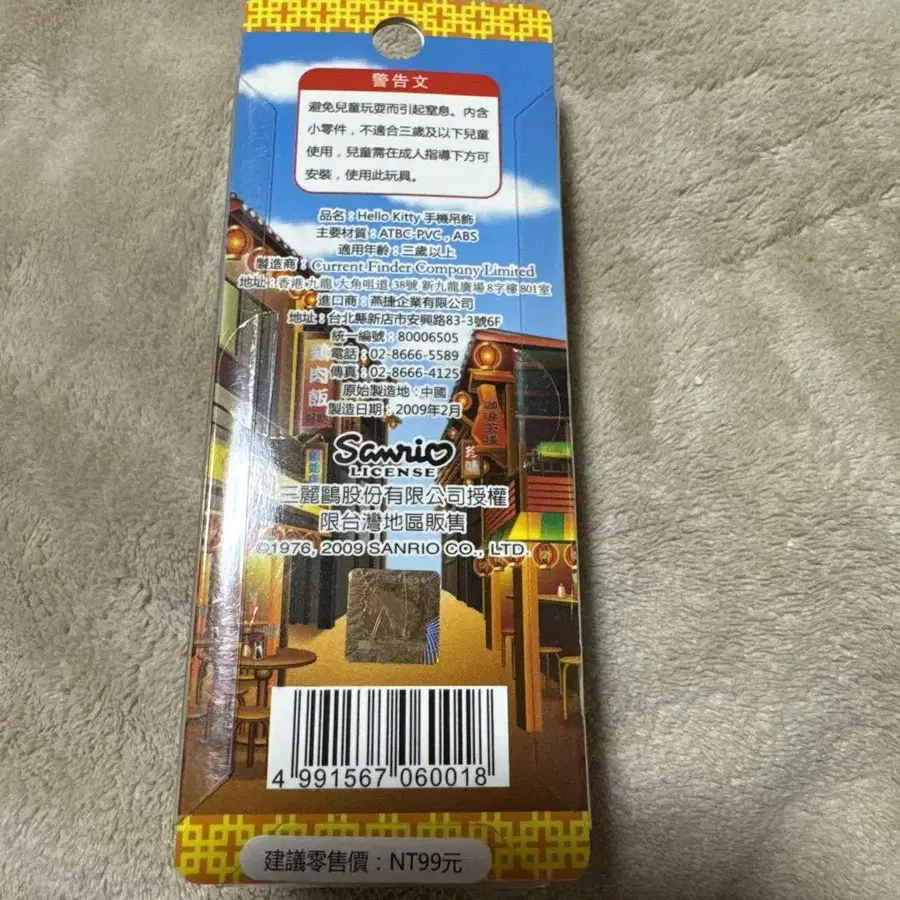 警告文
避免兒童玩耍而引起窒息。內含
小零件，不適合三歲及以下兒童
使用，兒童需在成人指導下方可
安裝，使用此玩具。
品名：Hello Kitty 手機吊飾
主要材質：ATBC-PVC，ABS
適用年齡：三歲以上
製造商：Current Finder Company Limited
地址：香港 九龍 大角咀道 38號 新九龍廣場 8字樓 801室
進口商：燕捷企業有限公司
地址：台北縣新店市安興路83-3號6F
統一編號：80006505
電話：02-8666-5589
傳真：02-8666-4125
原始製造地：中國
製造日期：2009年2月
雞肉飯
咖啡茶樓
珍味
Sanrio
LICENSE
三麗鷗股份有限公司授權
限台灣地區販售
©1976, 2009 SANRIO CO., LTD.
4 991567 060018
建議零售價：NT99元